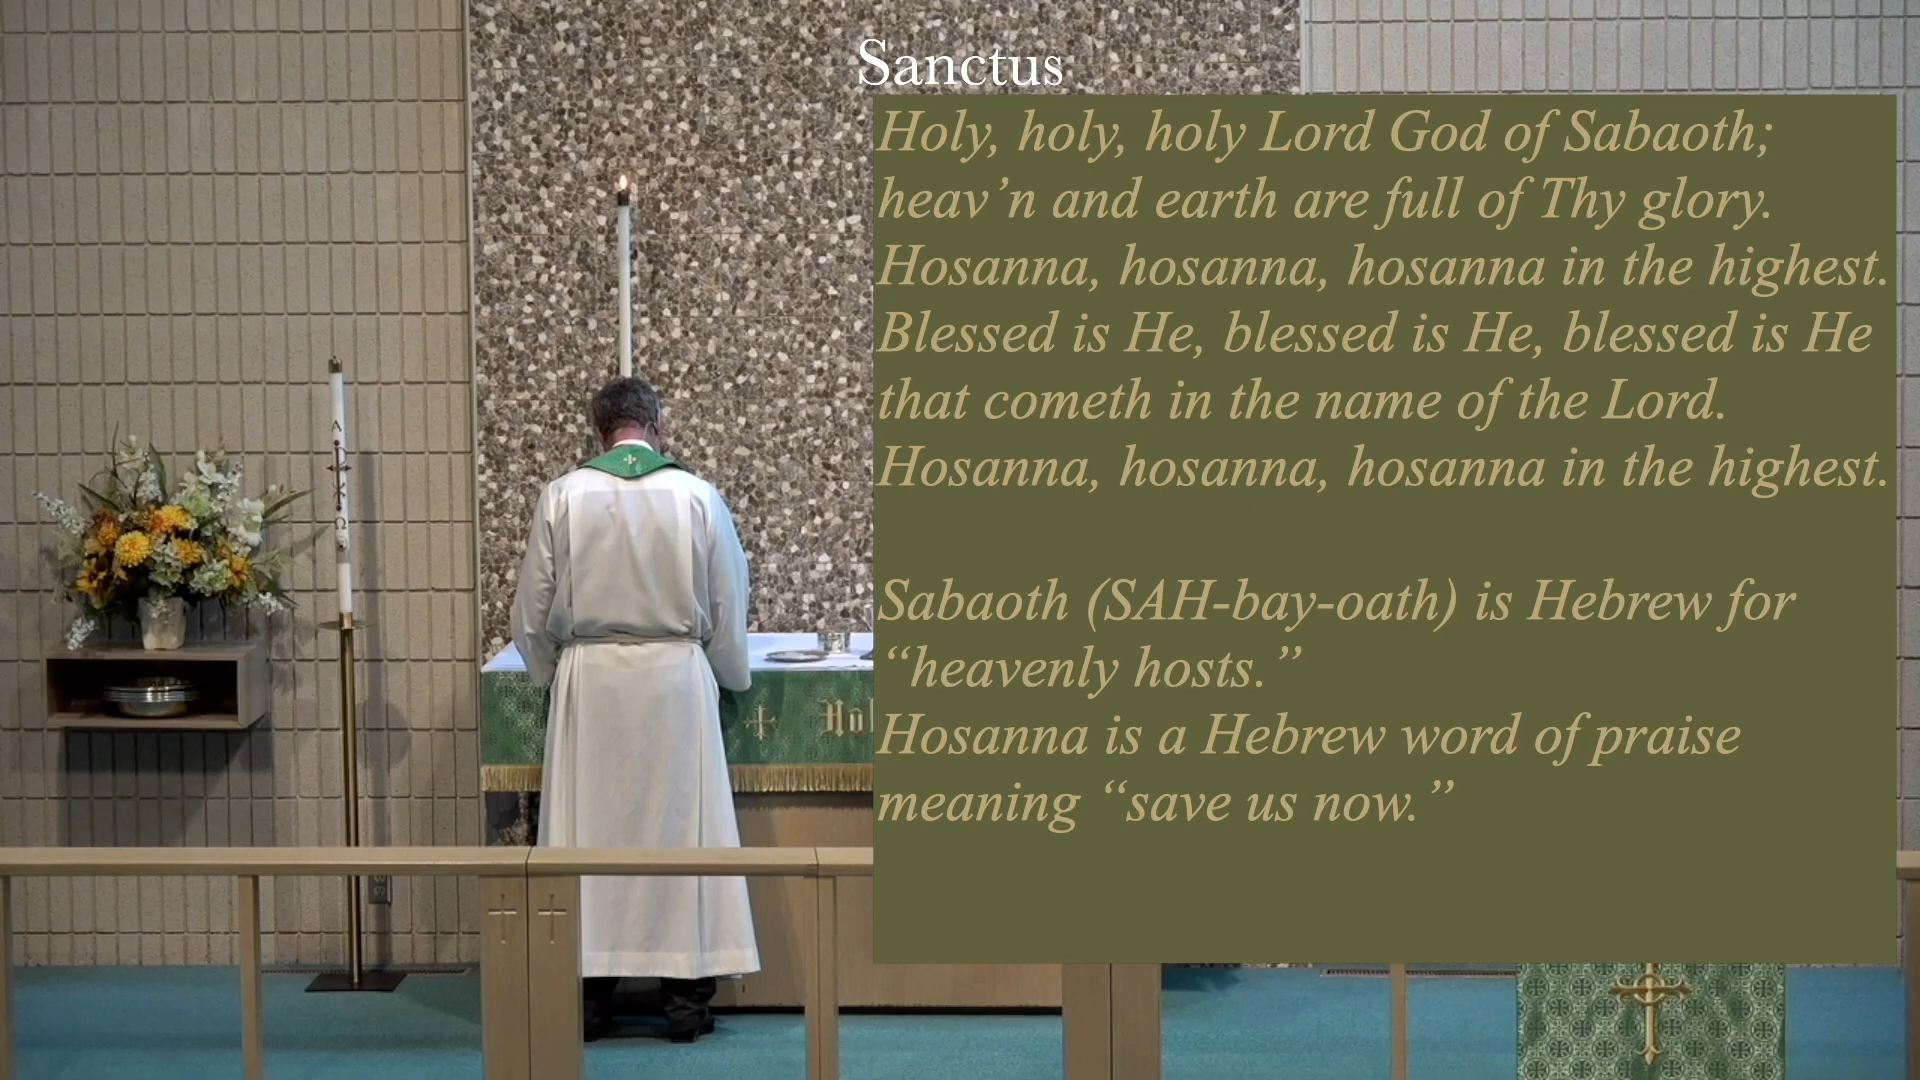 Sanctus
Holy, holy, holy Lord God of Sabaoth;
heav’n and earth are full of Thy glory.
Hosanna, hosanna, hosanna in the highest.
Blessed is He, blessed is He, blessed is He
that cometh in the name of the Lord.
Hosanna, hosanna, hosanna in the highest.
Sabaoth (SAH-bay-oath) is Hebrew for
“heavenly hosts.”
Hosanna is a Hebrew word of praise
meaning “save us now.”
Α
Ω